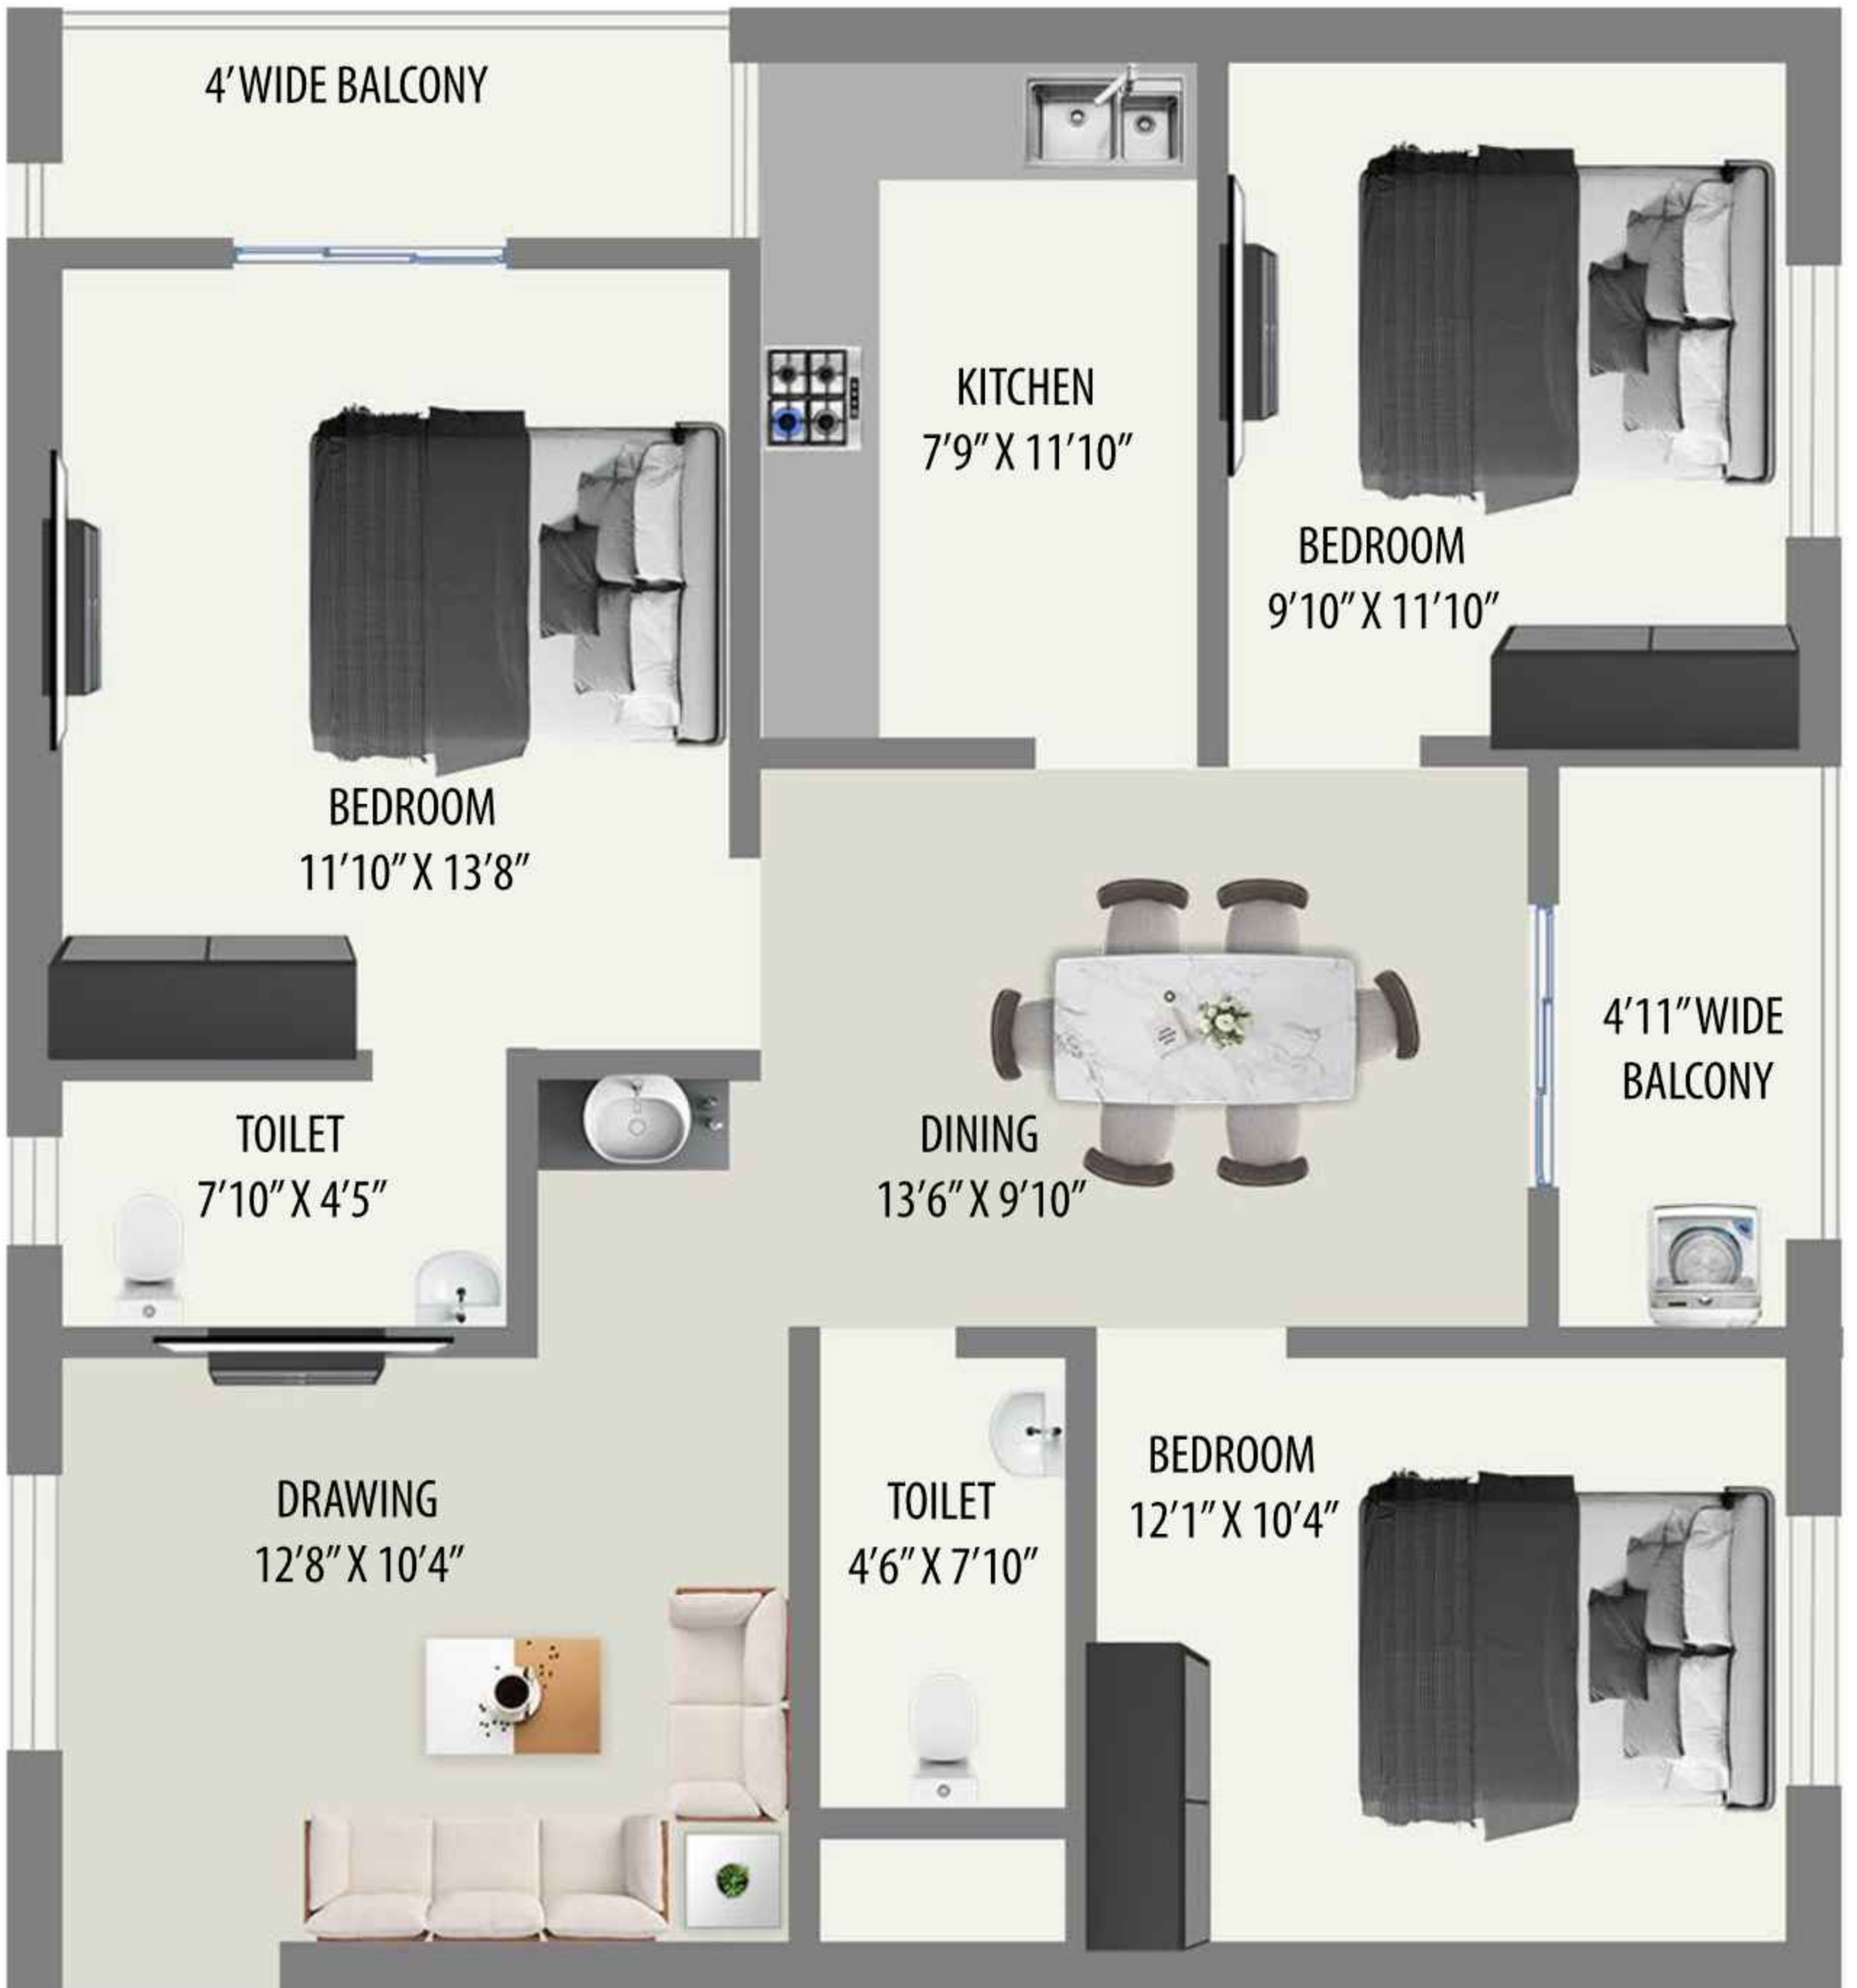 4' WIDE BALCONY
KITCHEN
7'9" X 11'10"
BEDROOM
9'10" X 11'10"
BEDROOM
11'10" X 13'8"
4'11" WIDE
BALCONY
TOILET
7'10" X 4'5"
DINING
13'6" X 9'10"
DRAWING
12'8" X 10'4"
TOILET
4'6" X 7'10"
BEDROOM
12'1" X 10'4"